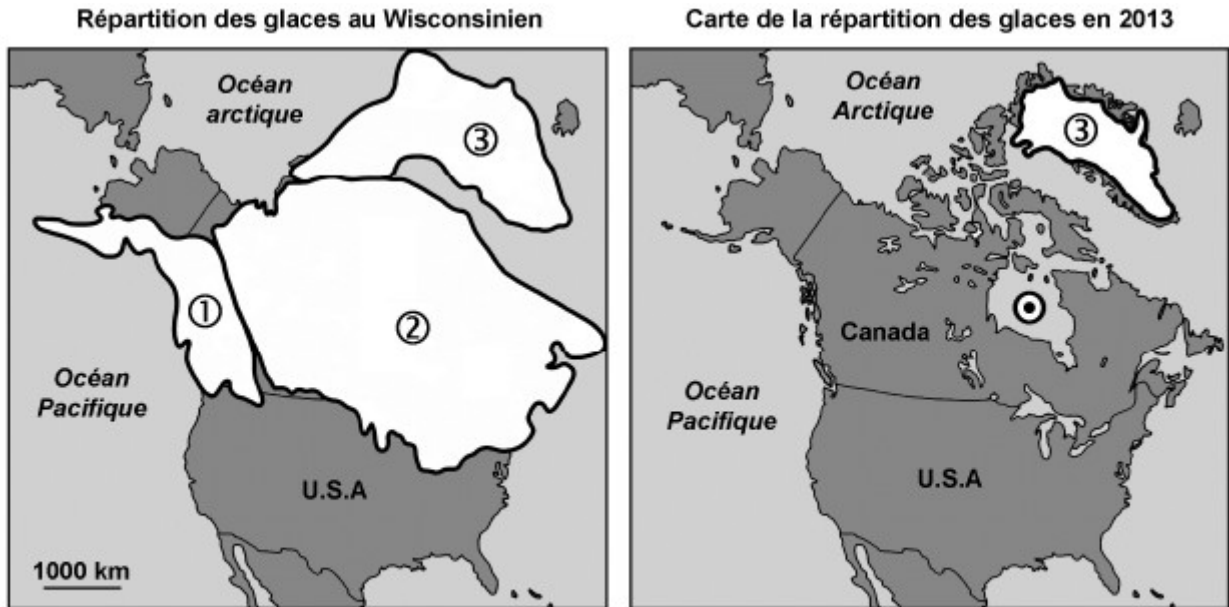 Répartition des glaces au Wisconsinien
Océan
arctique
③
①
②
Océan
Pacifique
U.S.A
1000 km
Carte de la répartition des glaces en 2013
Océan
Arctique
③
Canada
Océan
Pacifique
U.S.A